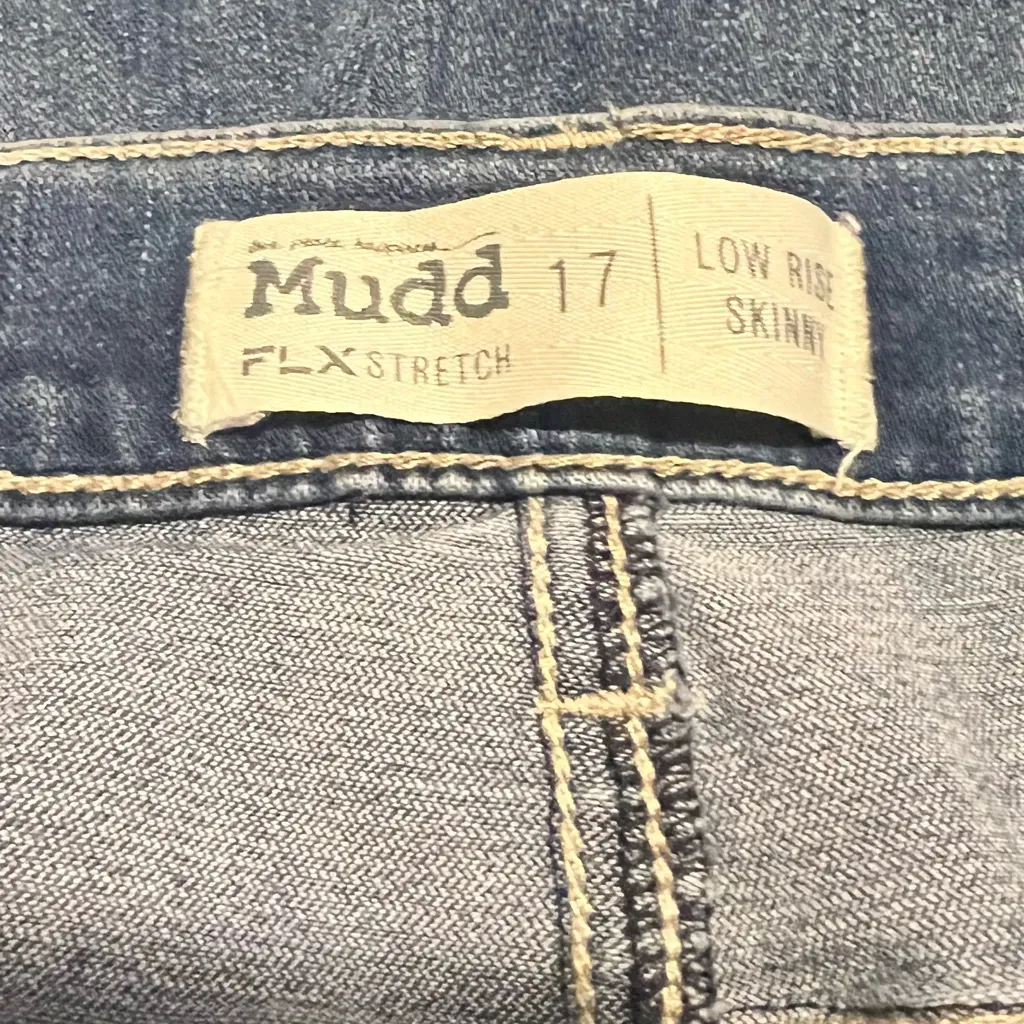 Mudd
17
FLX STRETCH
LOW RISE
SKINNY